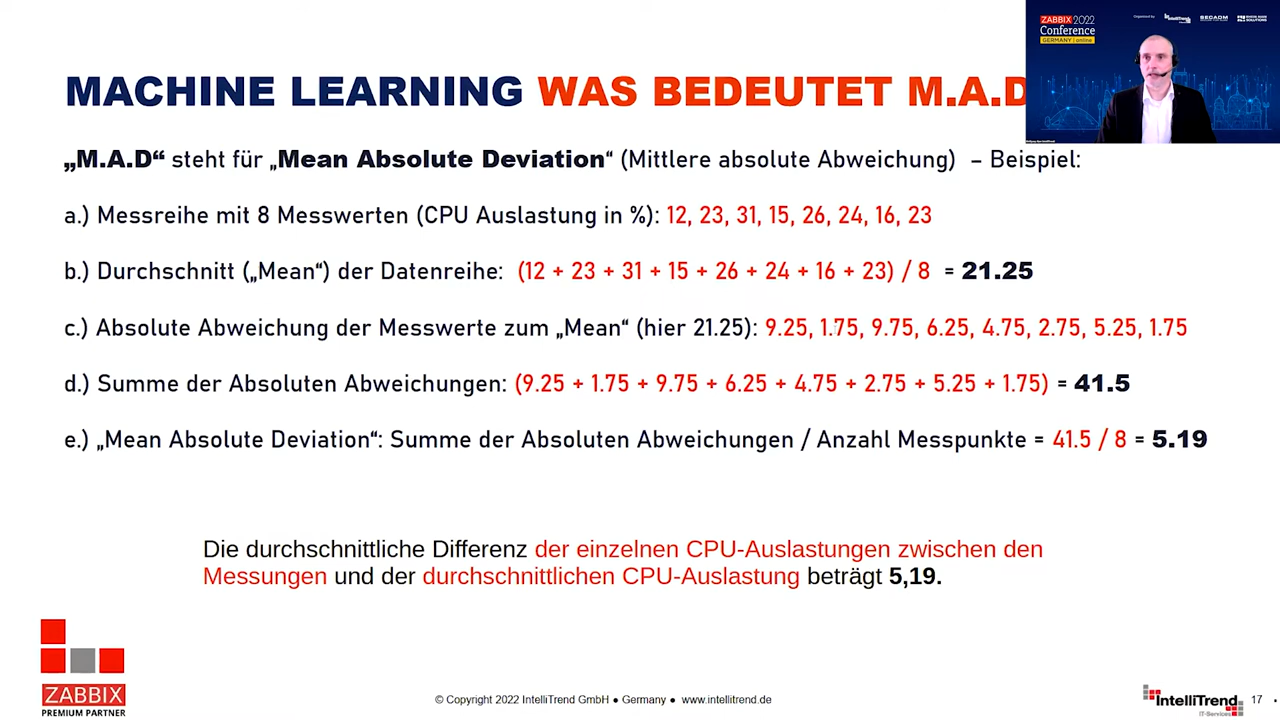 MACHINE LEARNING WAS BEDEUTET M.A.D
ZABBIX 2022
Conference
GERMANY | online
„M.A.D“ steht für „Mean Absolute Deviation“ (Mittlere absolute Abweichung) – Beispiel:
a.) Messreihe mit 8 Messwerten (CPU Auslastung in %): 12, 23, 31, 15, 26, 24, 16, 23
b.) Durchschnitt („Mean“) der Datenreihe: (12 + 23 + 31 + 15 + 26 + 24 + 16 + 23) / 8 = 21.25
c.) Absolute Abweichung der Messwerte zum „Mean“ (hier 21.25): 9.25, 1.75, 9.75, 6.25, 4.75, 2.75, 5.25, 1.75
d.) Summe der Absoluten Abweichungen: (9.25 + 1.75 + 9.75 + 6.25 + 4.75 + 2.75 + 5.25 + 1.75) = 41.5
e.) „Mean Absolute Deviation“: Summe der Absoluten Abweichungen / Anzahl Messpunkte = 41.5 / 8 = 5.19
Die durchschnittliche Differenz der einzelnen CPU-Auslastungen zwischen den
Messungen und der durchschnittlichen CPU-Auslastung beträgt 5,19.
ZABBIX
PREMIUM PARTNER
© Copyright 2022 IntelliTrend GmbH ● Germany ● www.intellitrend.de
IntelliTrend
IT-Services
17